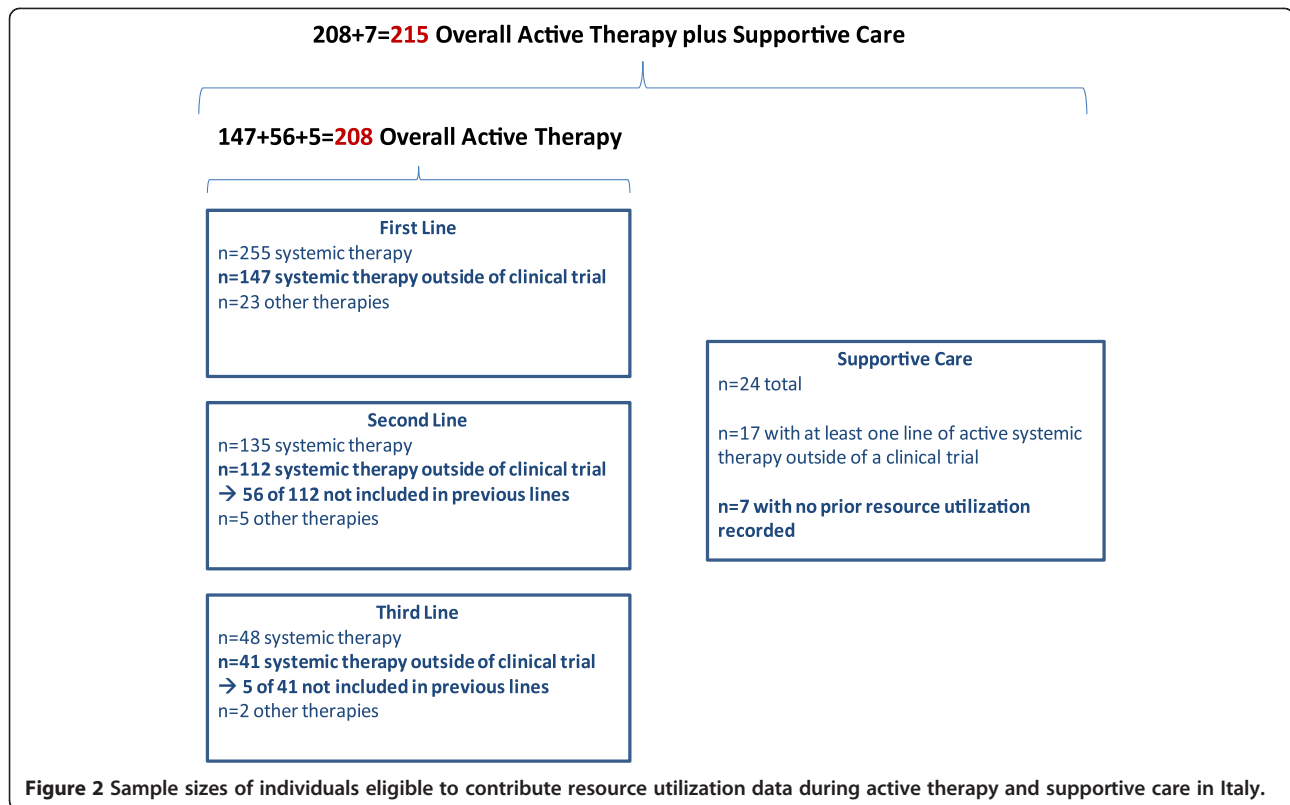 208+7=215 Overall Active Therapy plus Supportive Care
147+56+5=208 Overall Active Therapy
First Line
n=255 systemic therapy
n=147 systemic therapy outside of clinical trial
n=23 other therapies
Second Line
n=135 systemic therapy
n=112 systemic therapy outside of clinical trial
→ 56 of 112 not included in previous lines
n=5 other therapies
Third Line
n=48 systemic therapy
n=41 systemic therapy outside of clinical trial
→ 5 of 41 not included in previous lines
n=2 other therapies
Supportive Care
n=24 total
n=17 with at least one line of active systemic
therapy outside of a clinical trial
n=7 with no prior resource utilization
recorded
Figure 2 Sample sizes of individuals eligible to contribute resource utilization data during active therapy and supportive care in Italy.